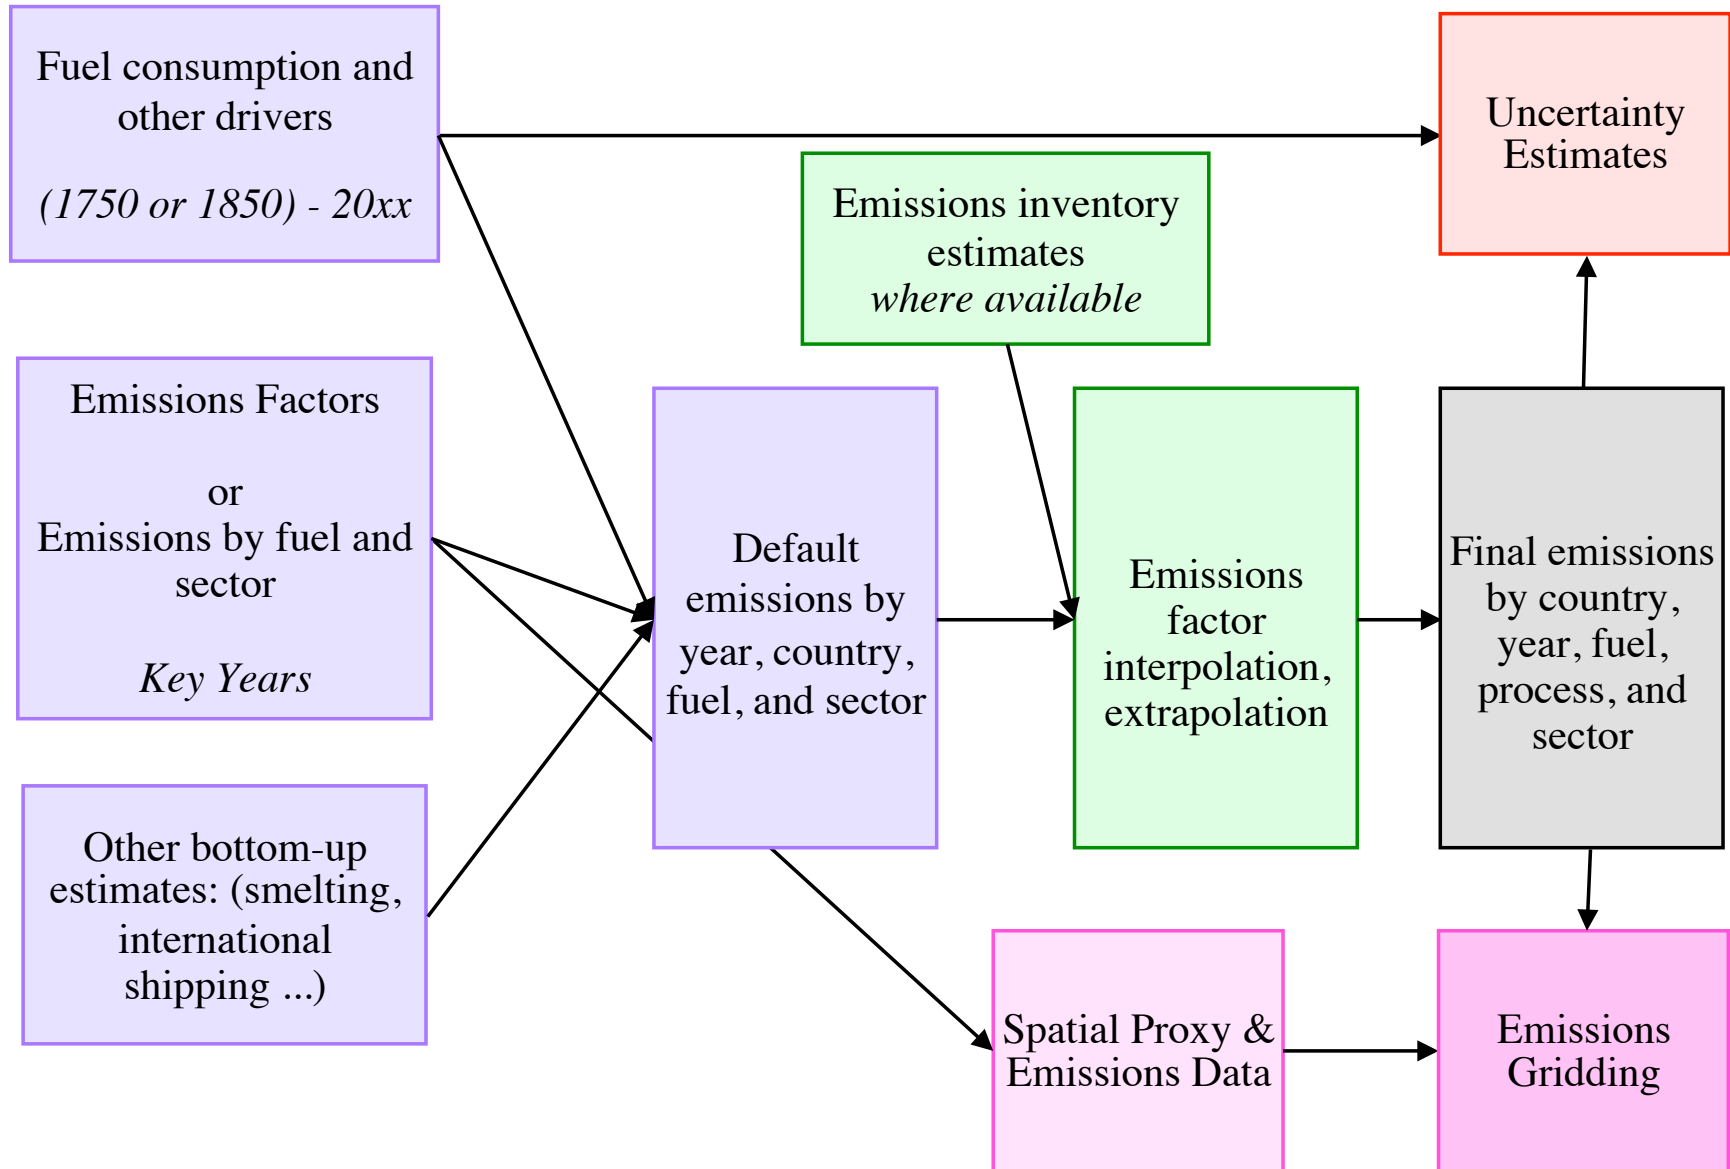 Fuel consumption and
other drivers
(1750 or 1850) - 20xx
Uncertainty
Estimates
Emissions inventory
estimates
where available
Emissions Factors
or
Emissions by fuel and
sector
Key Years
Default
emissions by
year, country,
fuel, and sector
Emissions
factor
interpolation,
extrapolation
Final emissions
by country,
year, fuel,
process, and
sector
Other bottom-up
estimates: (smelting,
international
shipping ...)
Spatial Proxy &
Emissions Data
Emissions
Gridding